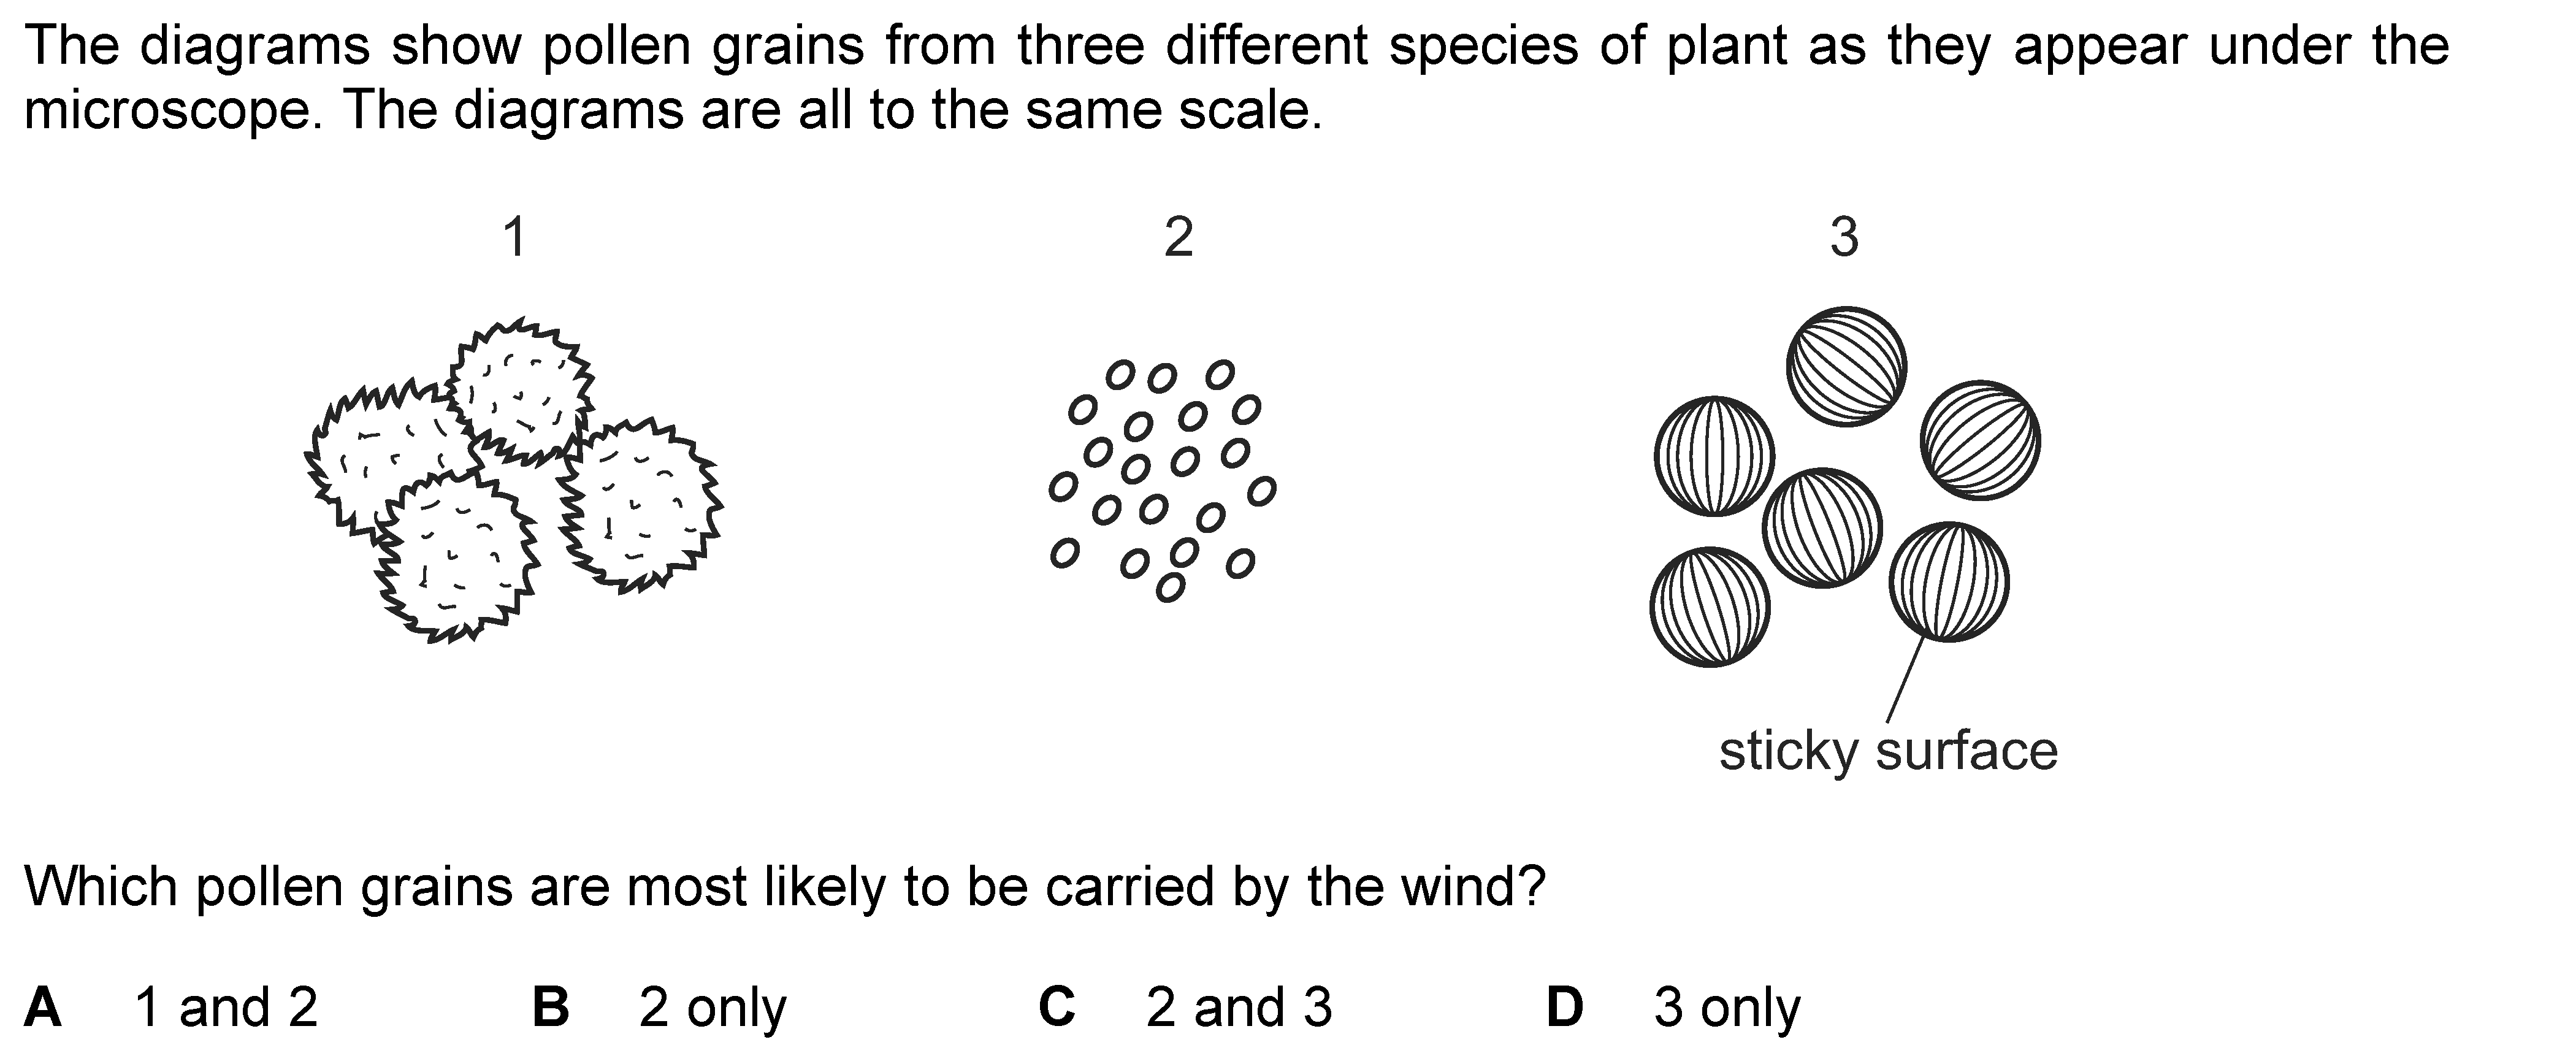 The diagrams show pollen grains from three different species of plant as they appear under the
microscope. The diagrams are all to the same scale.
1 2 3
sticky surface
Which pollen grains are most likely to be carried by the wind?
A 1 and 2 B 2 only C 2 and 3 D 3 only